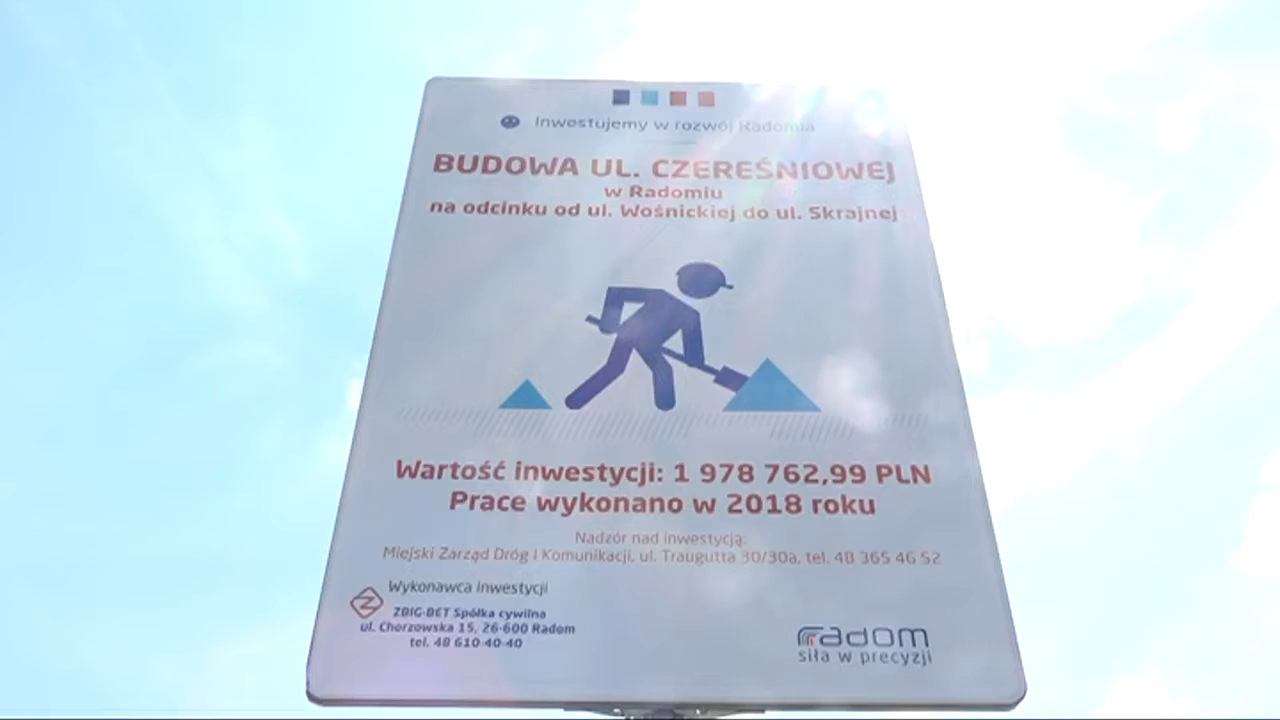 Inwestujemy w rozwój Radomia
BUDOWA UL. CZEREŚNIOWEJ
w Radomiu
na odcinku od ul. Wośnickiej do ul. Skrajnej
Wartość inwestycji: 1 978 762,99 PLN
Prace wykonano w 2018 roku
Nadzór nad inwestycją:
Miejski Zarząd Dróg i Komunikacji, ul. Traugutta 30/30a, tel. 48 365 46 52
Wykonawca inwestycji
ZBIG-BET Spółka cywilna
ul. Chorzowska 15, 26-600 Radom
tel. 48 610-40-40
radom
siła w precyzji